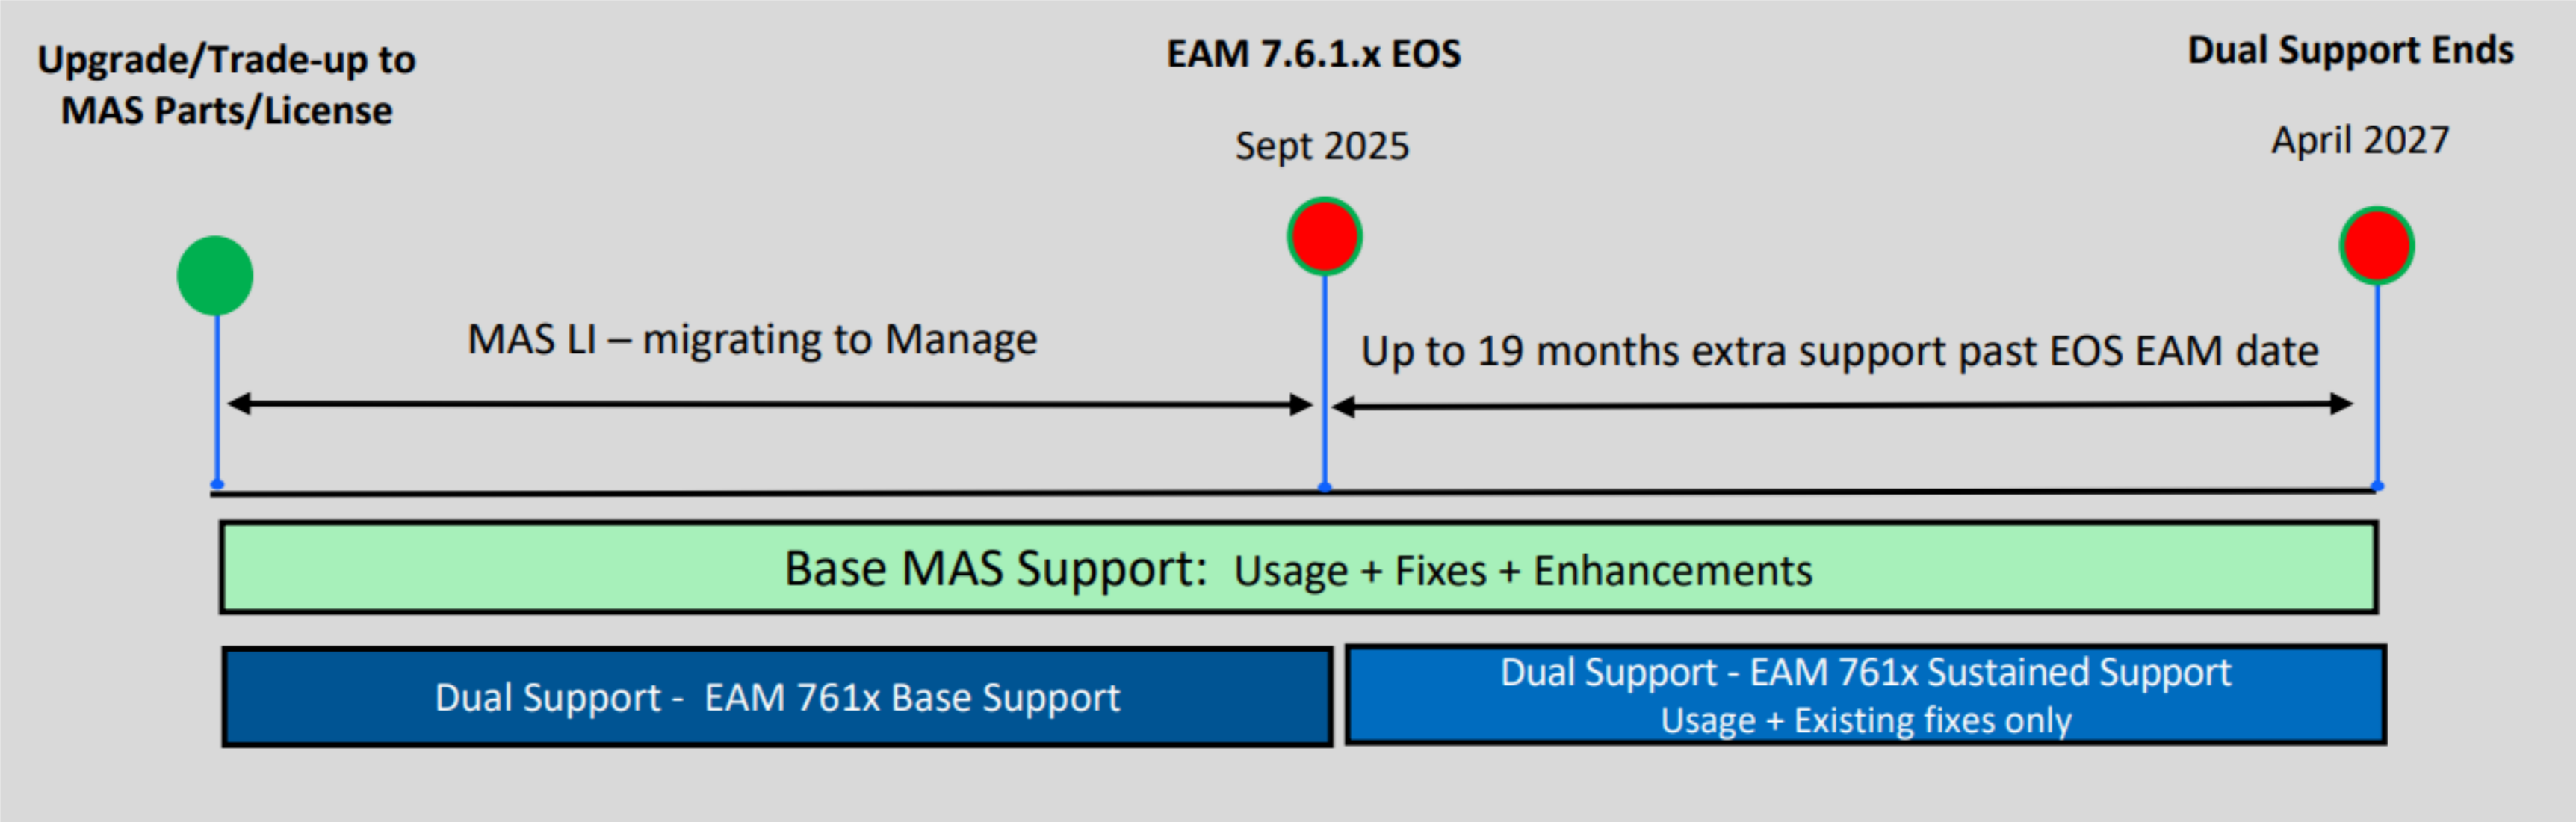 Upgrade/Trade-up to
MAS Parts/License
EAM 7.6.1.x EOS
Sept 2025
Dual Support Ends
April 2027
MAS LI – migrating to Manage
Up to 19 months extra support past EOS EAM date
Base MAS Support: Usage + Fixes + Enhancements
Dual Support - EAM 761x Base Support
Dual Support - EAM 761x Sustained Support
Usage + Existing fixes only